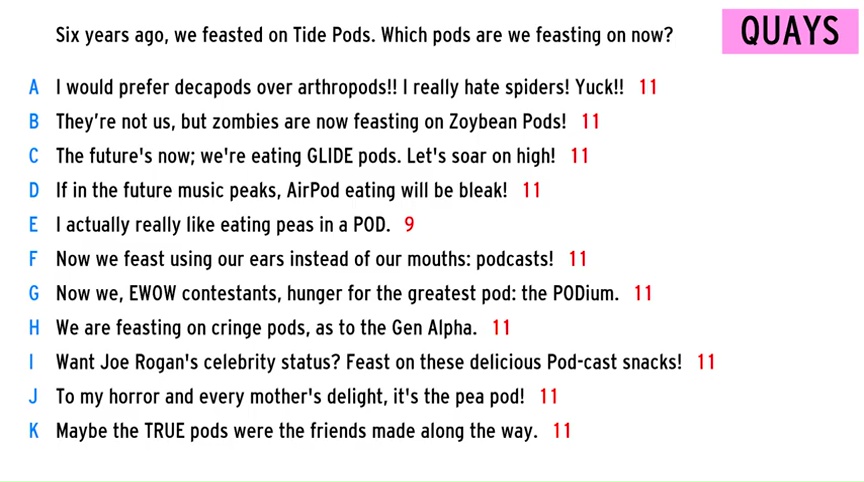 Six years ago, we feasted on Tide Pods. Which pods are we feasting on now?
QUAYS
A I would prefer decapods over arthropods!! I really hate spiders! Yuck!! 11
B They're not us, but zombies are now feasting on Zoybean Pods! 11
C The future's now; we're eating GLIDE pods. Let's soar on high! 11
D If in the future music peaks, AirPod eating will be bleak! 11
E I actually really like eating peas in a POD. 9
F Now we feast using our ears instead of our mouths: podcasts! 11
G Now we, EWOW contestants, hunger for the greatest pod: the PODium. 11
H We are feasting on cringe pods, as to the Gen Alpha. 11
I Want Joe Rogan's celebrity status? Feast on these delicious Pod-cast snacks! 11
J To my horror and every mother's delight, it's the pea pod! 11
K Maybe the TRUE pods were the friends made along the way. 11